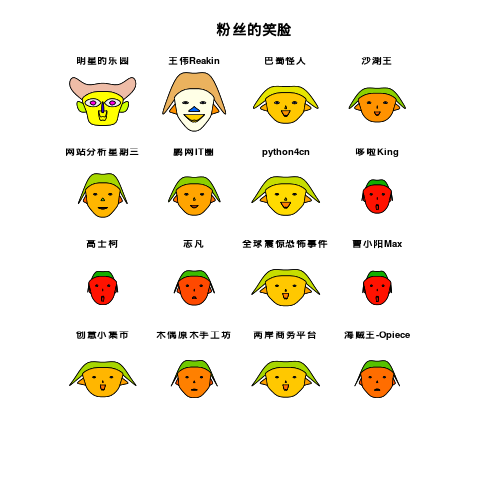 粉丝的笑脸
明星的乐园 王伟Reakin 巴蜀怪人 沙湖王
网站分析星期三 鹏网IT圈 python4cn 哆啦King
高士柯 志凡 全球震惊恐怖事件 曹小阳Max
创意小集市 木偶原木手工坊 两岸商务平台 海贼王-Opiece